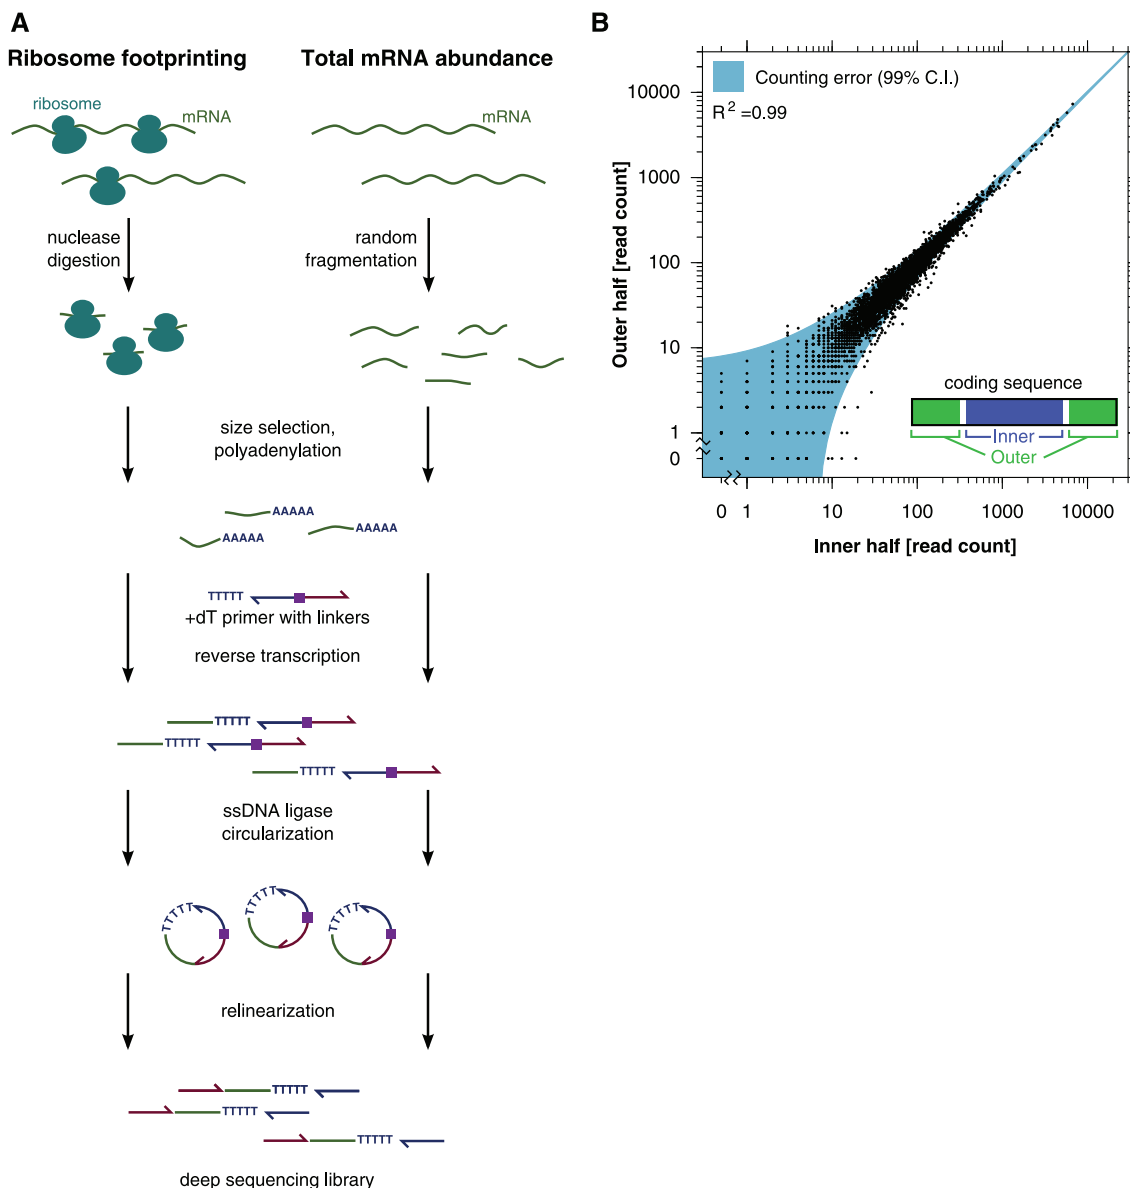 A
Ribosome footprinting
Total mRNA abundance
ribosome
mRNA
mRNA
nuclease
digestion
random
fragmentation
size selection,
polyadenylation
AAAAA
AAAAA
AAAAA
TTTTT
+dT primer with linkers
reverse transcription
TTTTT
TTTTT
TTTTT
ssDNA ligase
circularization
TTTTT
TTTTT
TTTTT
relinearization
TTTTT
TTTTT
TTTTT
deep sequencing library
B
Counting error (99% C.I.)
R² =0.99
Outer half [read count]
10000
1000
100
10
1
0
coding sequence
Inner
Outer
0 1 10 100 1000 10000
Inner half [read count]